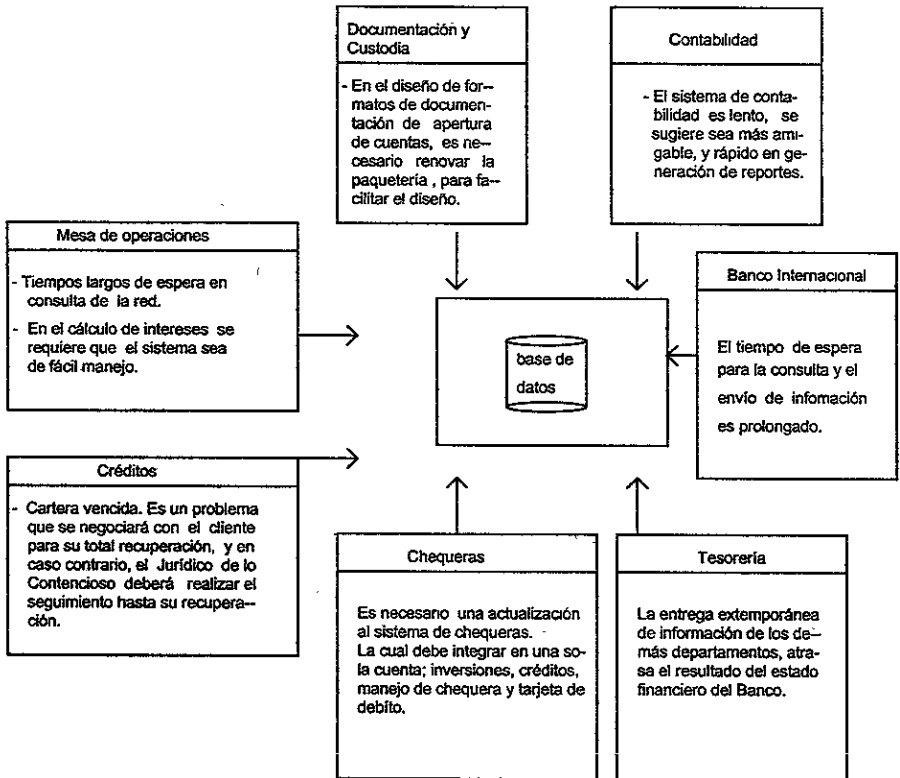 Documentación y
Custodia
- En el diseño de for--
matos de documen-
tación de apertura
de cuentas, es ne--
cesario renovar la
paquetería , para fa--
cilitar el diseño.
Contabilidad
- El sistema de conta-
bilidad es lento, se
sugiere sea más ami-
gable, y rápido en ge-
neración de reportes.
Mesa de operaciones
- Tiempos largos de espera en
consulta de la red.
- En el cálculo de intereses se
requiere que el sistema sea
de fácil manejo.
base de
datos
Banco Internacional
El tiempo de espera
para la consulta y el
envío de infomación
es prolongado.
Créditos
- Cartera vencida. Es un problema
que se negociará con el cliente
para su total recuperación, y en
caso contrario, el Jurídico de lo
Contencioso deberá realizar el
seguimiento hasta su recupera--
ción.
Chequeras
Es necesario una actualización
al sistema de chequeras.
La cual debe integrar en una so-
la cuenta; inversiones, créditos,
manejo de chequera y tarjeta de
debito.
Tesorería
La entrega extemporánea
de información de los de--
más departamentos, atra-
sa el resultado del estado
financiero del Banco.